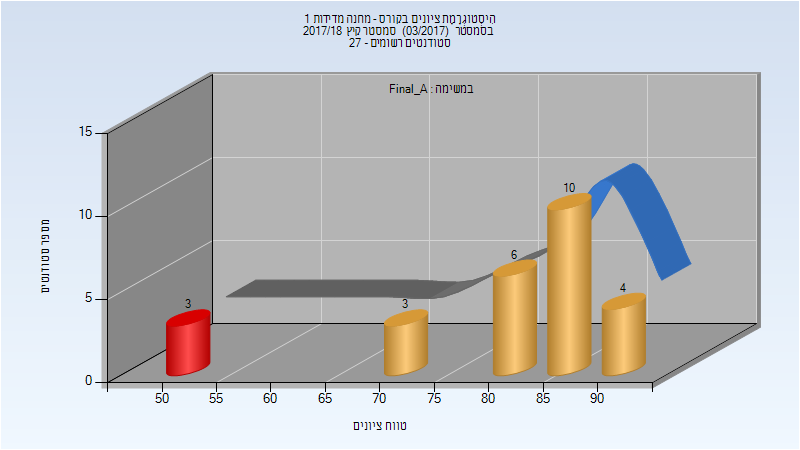 היסטוגרמת ציונים בקורס - מחנה מדידות 1
בסמסטר (03/2017) סמסטר קיץ 2017/18
סטודנטים רשומים - 27
במשימה : Final_A
15
10
5
0
מספר סטודנטים
3
3
6
10
4
50 55 60 65 70 75 80 85 90
טווח ציונים